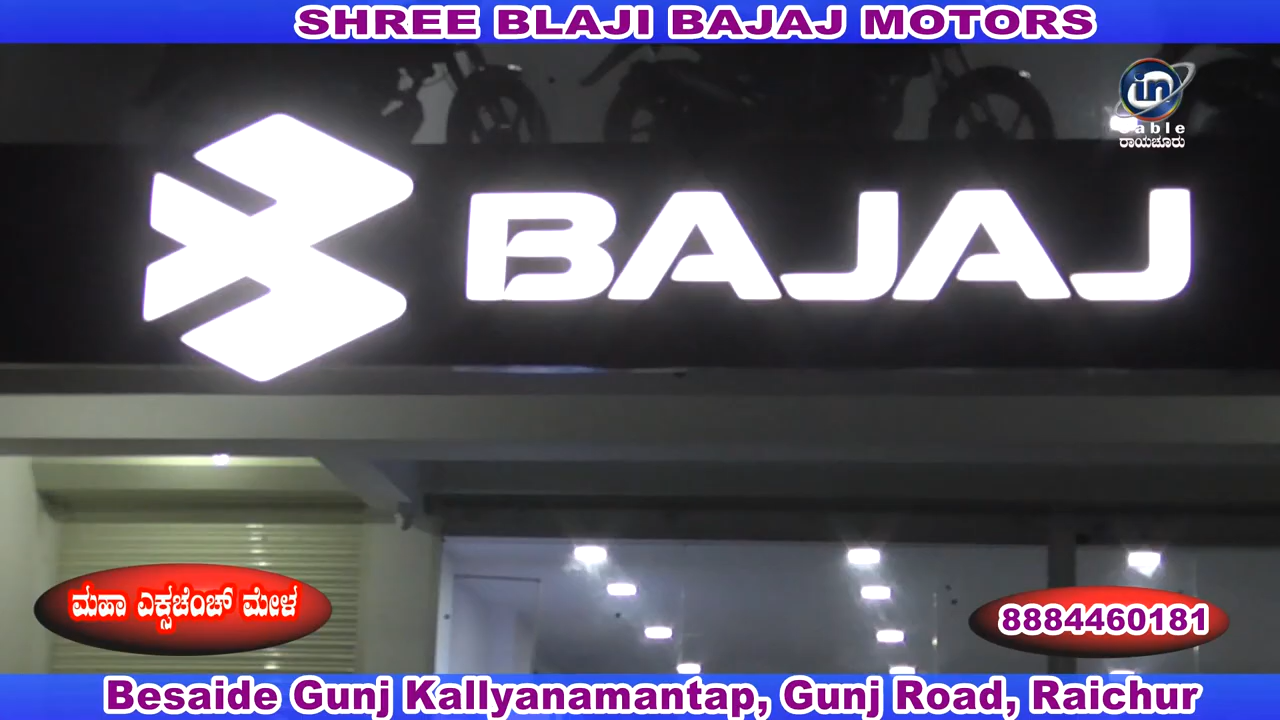 SHREE BLAJI BAJAJ MOTORS
in
cable
ರಾಯಚೂರು
BAJAJ
ಮಹಾ ಎಕ್ಸಚೆಂಚ್ ಮೇಳ
8884460181
Besaide Gunj Kallyanamantap, Gunj Road, Raichur